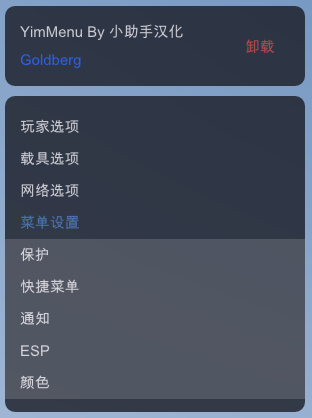 YimMenu By 小助手汉化
Goldberg
卸载
玩家选项
载具选项
网络选项
菜单设置
保护
快捷菜单
通知
ESP
颜色